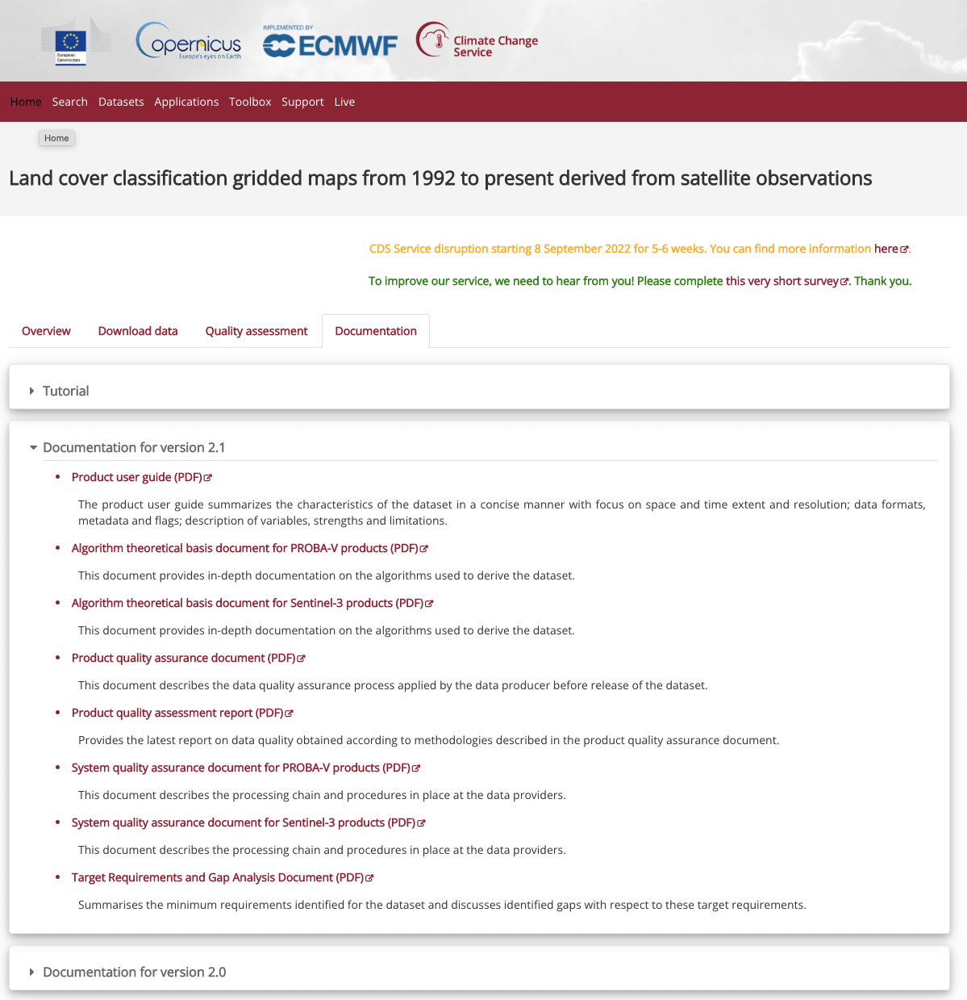 European
Commission
opernicus
Europe's eyes on Earth
IMPLEMENTED BY
ECMWF
Climate Change
Service
Home Search Datasets Applications Toolbox Support Live
Home
Land cover classification gridded maps from 1992 to present derived from satellite observations
CDS Service disruption starting 8 September 2022 for 5-6 weeks. You can find more information here.
To improve our service, we need to hear from you! Please complete this very short survey. Thank you.
Overview Download data Quality assessment Documentation
Tutorial
Documentation for version 2.1
Product user guide (PDF)
The product user guide summarizes the characteristics of the dataset in a concise manner with focus on space and time extent and resolution; data formats,
metadata and flags; description of variables, strengths and limitations.
Algorithm theoretical basis document for PROBA-V products (PDF)
This document provides in-depth documentation on the algorithms used to derive the dataset.
Algorithm theoretical basis document for Sentinel-3 products (PDF)
This document provides in-depth documentation on the algorithms used to derive the dataset.
Product quality assurance document (PDF)
This document describes the data quality assurance process applied by the data producer before release of the dataset.
Product quality assessment report (PDF)
Provides the latest report on data quality obtained according to methodologies described in the product quality assurance document.
System quality assurance document for PROBA-V products (PDF)
This document describes the processing chain and procedures in place at the data providers.
System quality assurance document for Sentinel-3 products (PDF)
This document describes the processing chain and procedures in place at the data providers.
Target Requirements and Gap Analysis Document (PDF)
Summarises the minimum requirements identified for the dataset and discusses identified gaps with respect to these target requirements.
Documentation for version 2.0